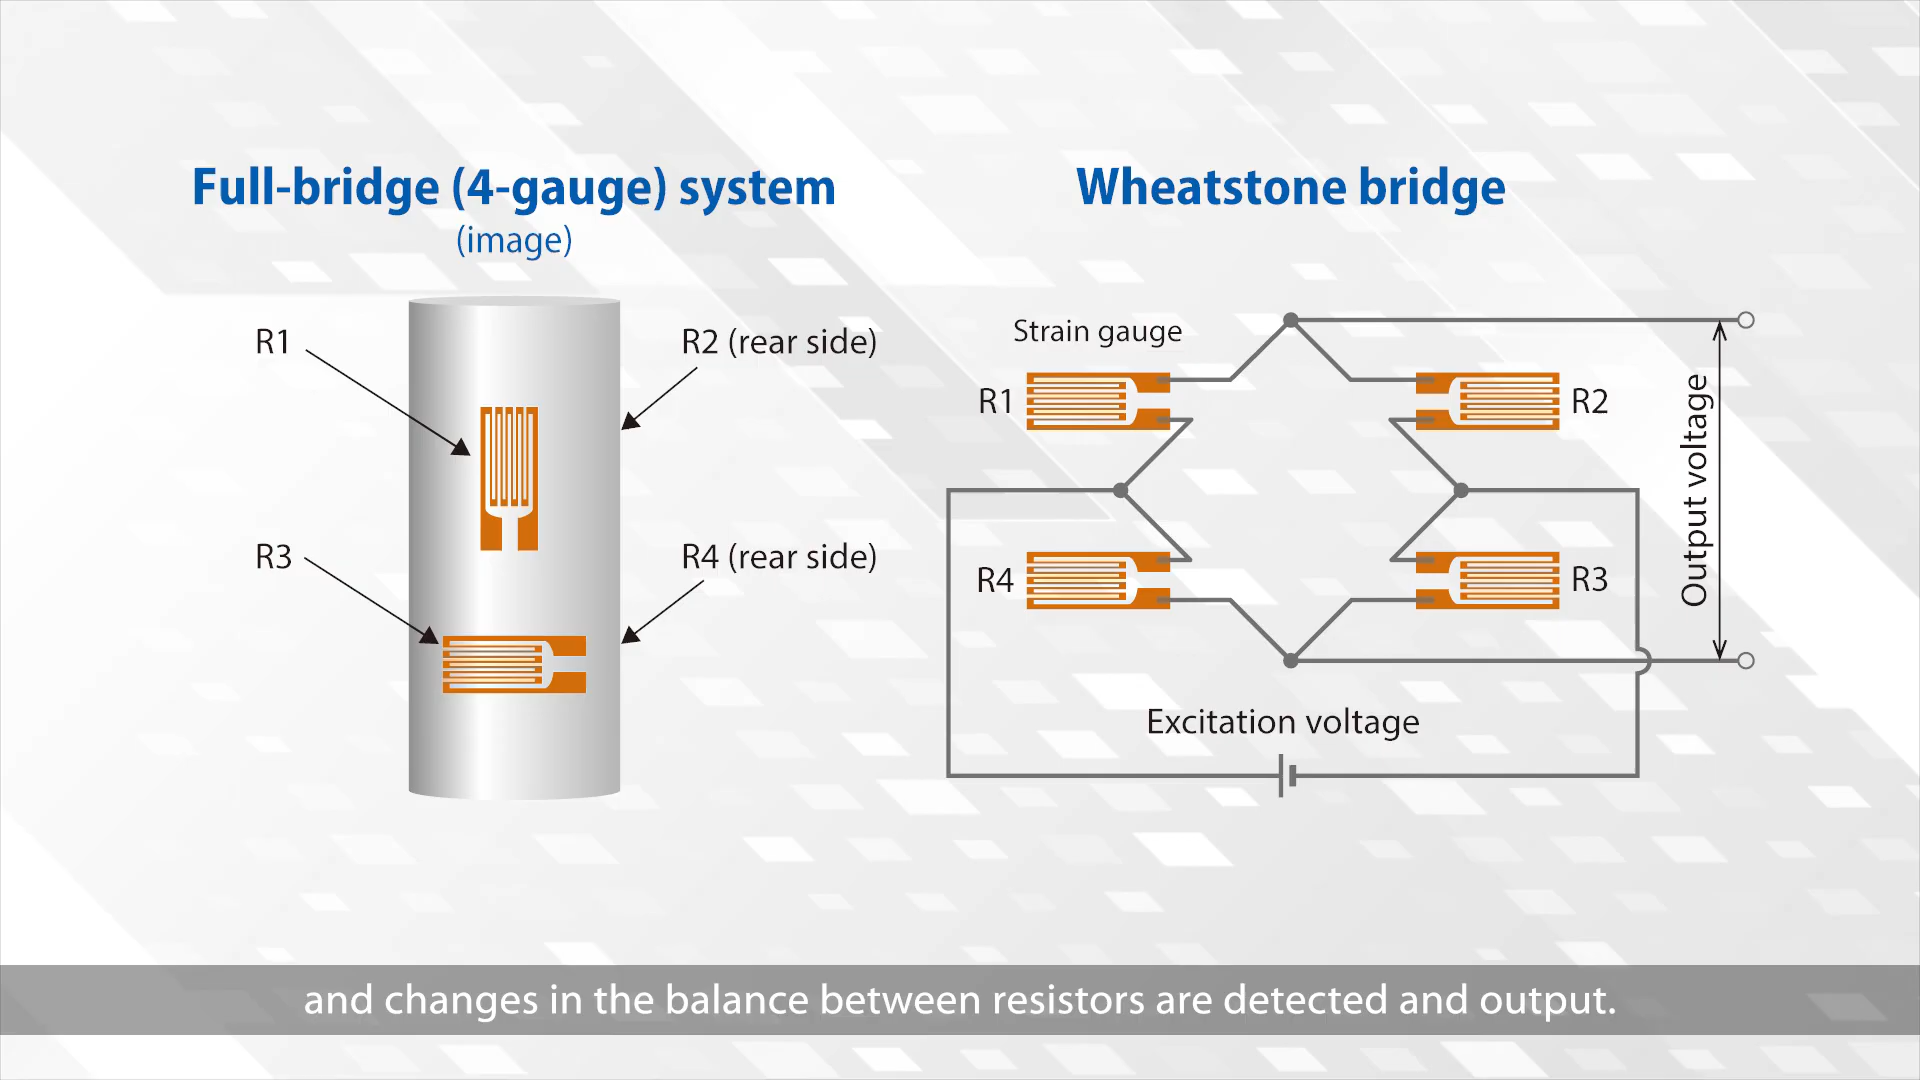 Full-bridge (4-gauge) system
(image)
R1
R2 (rear side)
R3
R4 (rear side)
Wheatstone bridge
Strain gauge
R1
R2
R4
R3
Output voltage
Excitation voltage
and changes in the balance between resistors are detected and output.